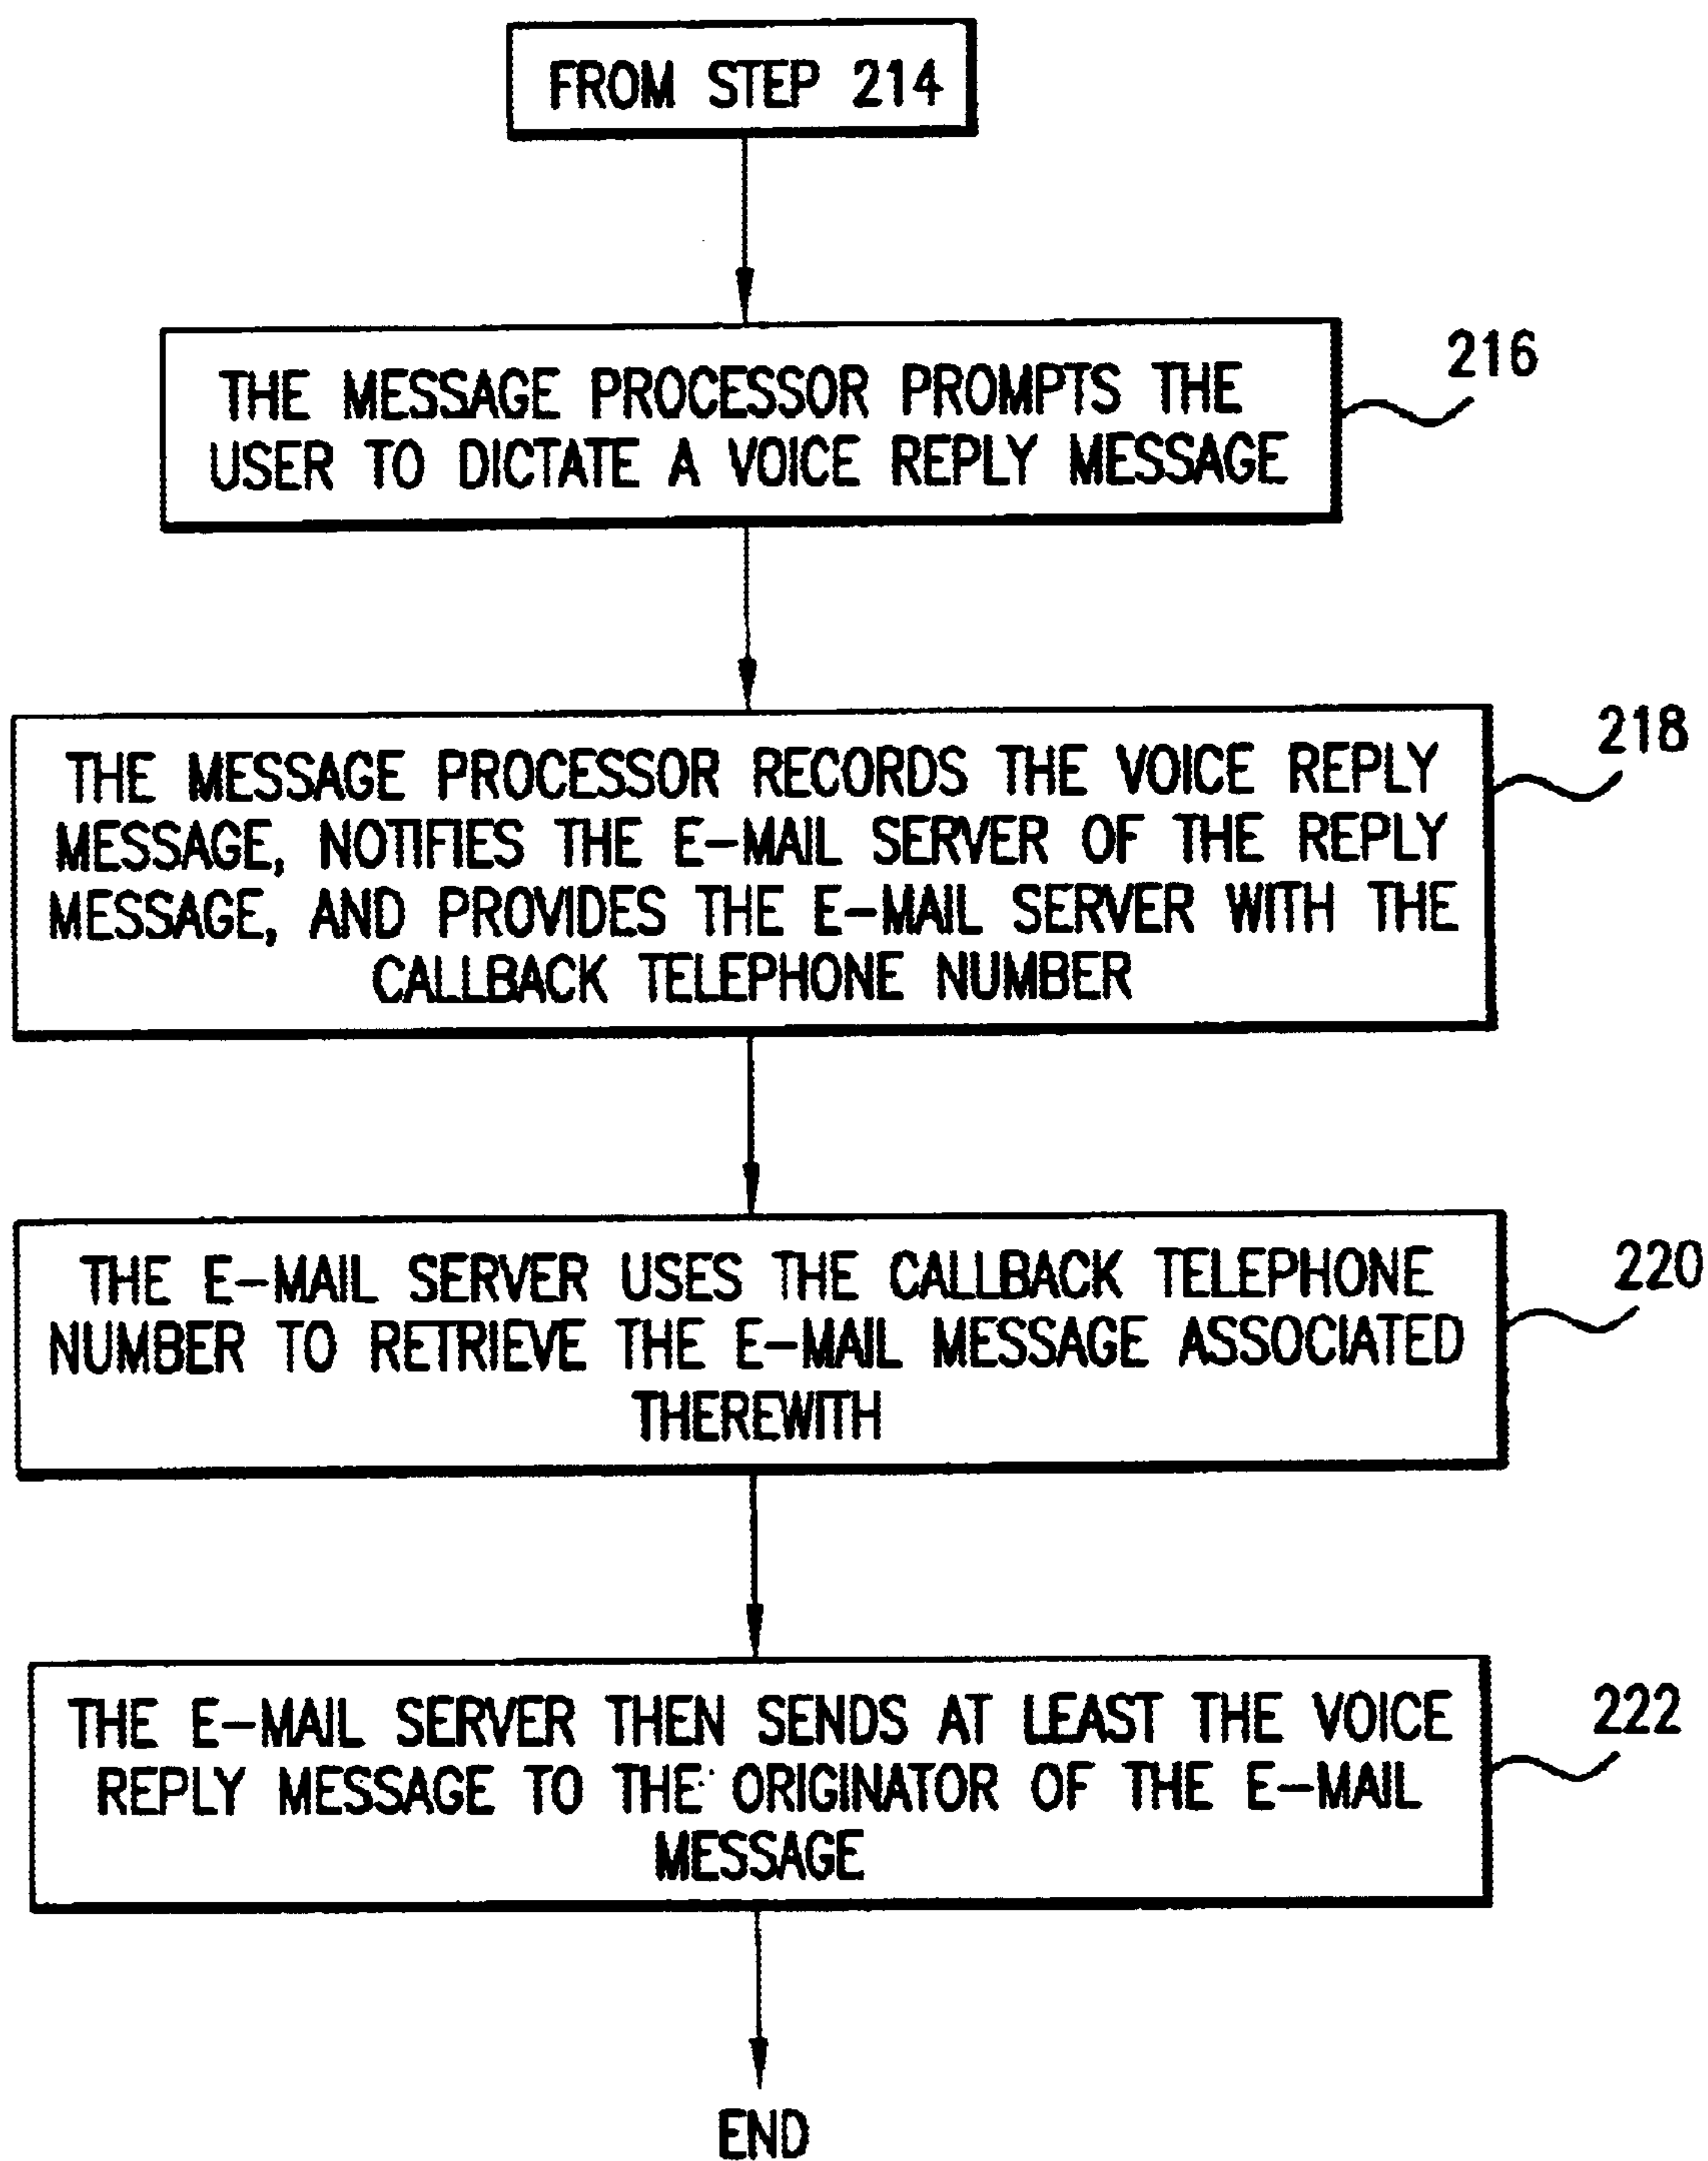 FROM STEP 214
216
THE MESSAGE PROCESSOR PROMPTS THE
USER TO DICTATE A VOICE REPLY MESSAGE
218
THE MESSAGE PROCESSOR RECORDS THE VOICE REPLY
MESSAGE, NOTIFIES THE E-MAIL SERVER OF THE REPLY
MESSAGE, AND PROVIDES THE E-MAIL SERVER WITH THE
CALLBACK TELEPHONE NUMBER
220
THE E-MAIL SERVER USES THE CALLBACK TELEPHONE
NUMBER TO RETRIEVE THE E-MAIL MESSAGE ASSOCIATED
THEREWITH
222
THE E-MAIL SERVER THEN SENDS AT LEAST THE VOICE
REPLY MESSAGE TO THE ORIGINATOR OF THE E-MAIL
MESSAGE
END